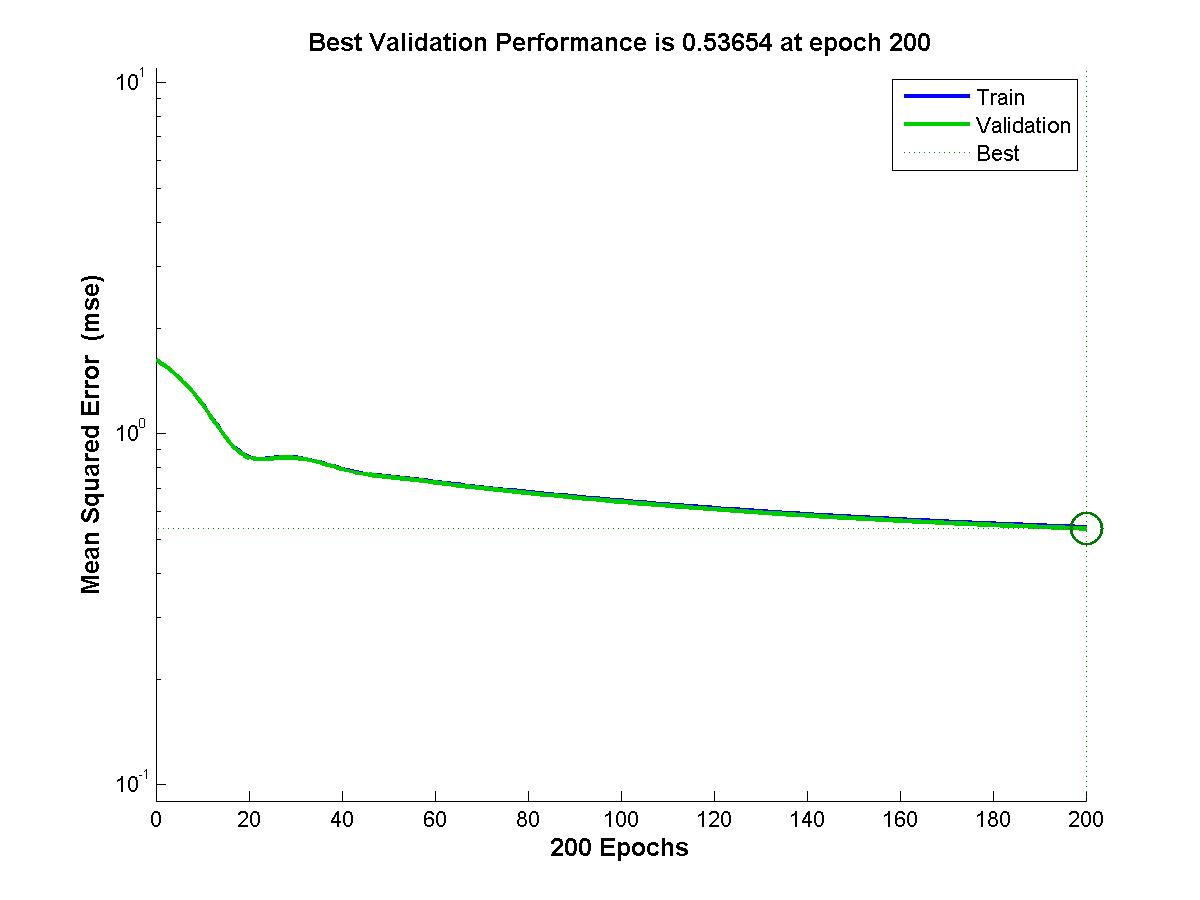 Best Validation Performance is 0.53654 at epoch 200
10^1
Train
Validation
Best
Mean Squared Error (mse)
10^0
10^-1
0 20 40 60 80 100 120 140 160 180 200
200 Epochs